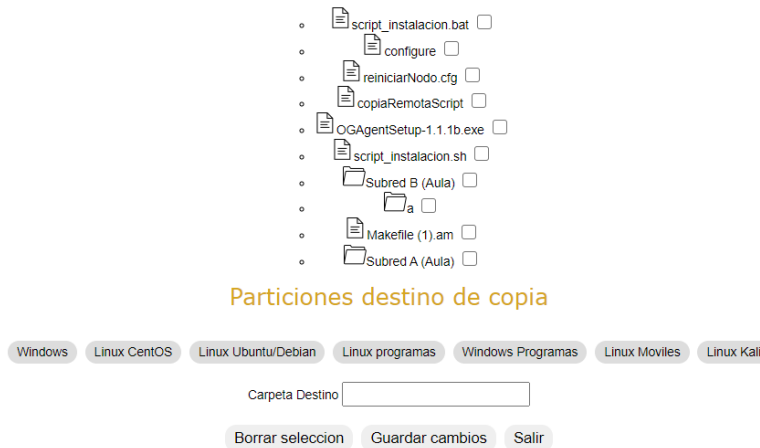 script_instalacion.bat
configure
reiniciarNodo.cfg
copiaRemotaScript
OGAgentSetup-1.1.1b.exe
script_instalacion.sh
Subred B (Aula)
a
Makefile (1).am
Subred A (Aula)
Particiones destino de copia
Windows Linux CentOS Linux Ubuntu/Debian Linux programas Windows Programas Linux Moviles Linux Kali
Carpeta Destino
Borrar seleccion Guardar cambios Salir